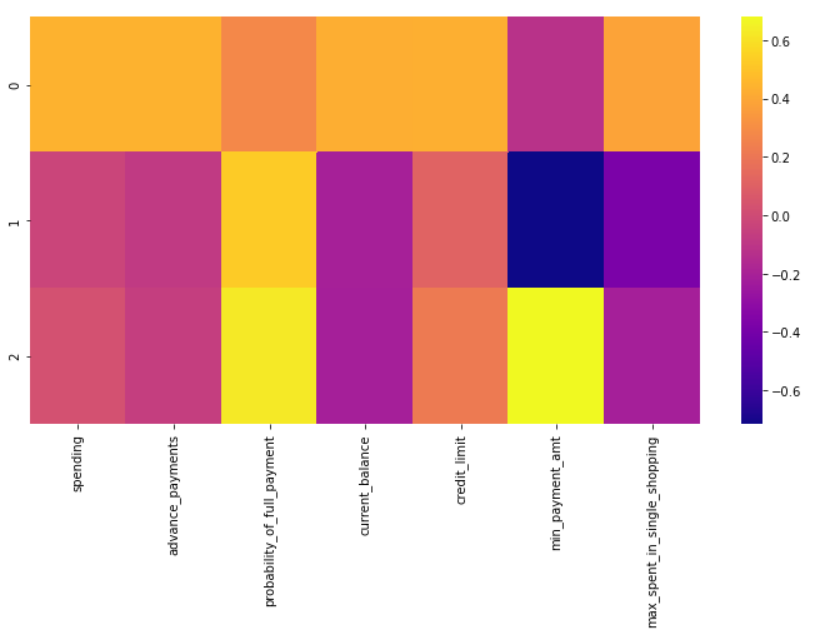 0
1
2
spending
advance_payments
probability_of_full_payment
current_balance
credit_limit
min_payment_amt
max_spent_in_single_shopping
0.6
0.4
0.2
0.0
−0.2
−0.4
−0.6